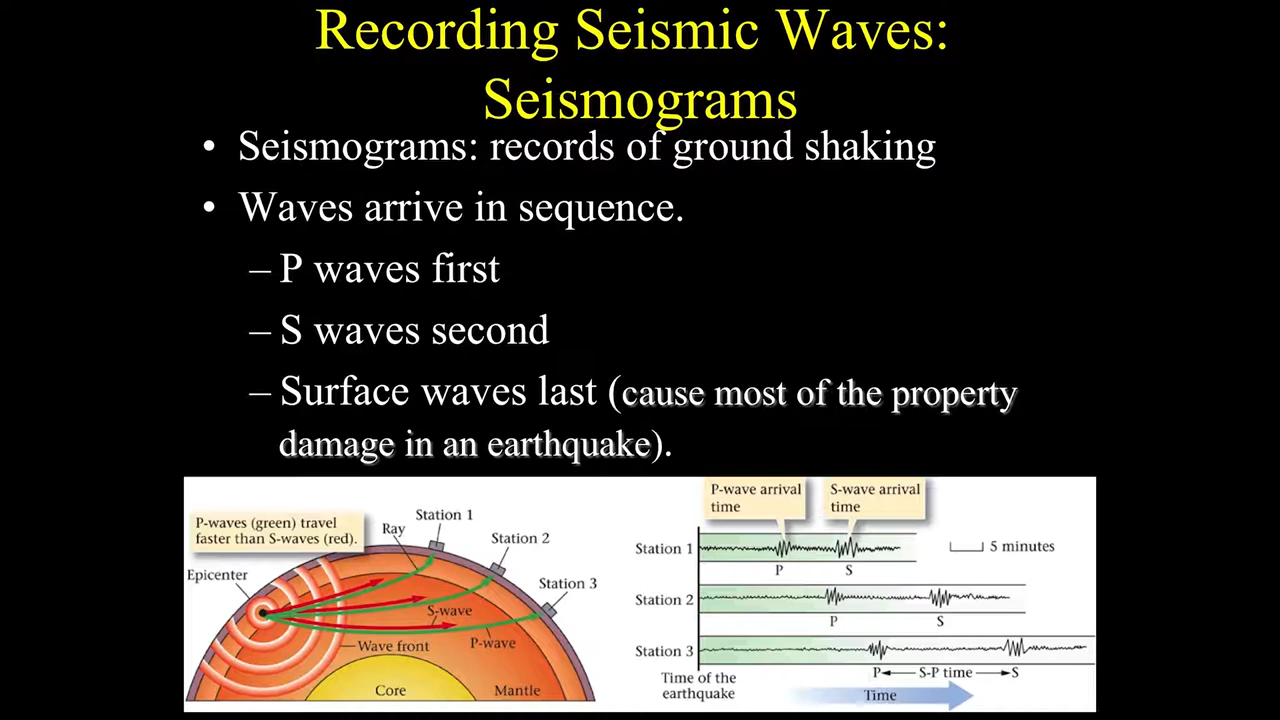 Recording Seismic Waves:
Seismograms
• Seismograms: records of ground shaking
• Waves arrive in sequence.
– P waves first
– S waves second
– Surface waves last (cause most of the property
damage in an earthquake).
P-waves (green) travel
faster than S-waves (red).
Ray
Station 1
Station 2
Station 3
Epicenter
S-wave
P-wave
Wave front
Core
Mantle
P-wave arrival
time
S-wave arrival
time
Station 1
5 minutes
P
S
Station 2
P
S
Station 3
P
S-P time
S
Time of the
earthquake
Time